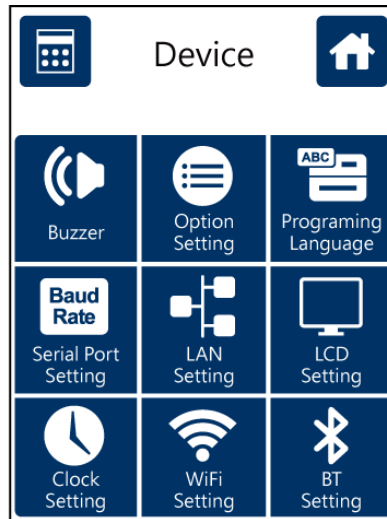 Device
Buzzer
Option
Setting
ABC
Programing
Language
Baud
Rate
Serial Port
Setting
LAN
Setting
LCD
Setting
Clock
Setting
WiFi
Setting
BT
Setting